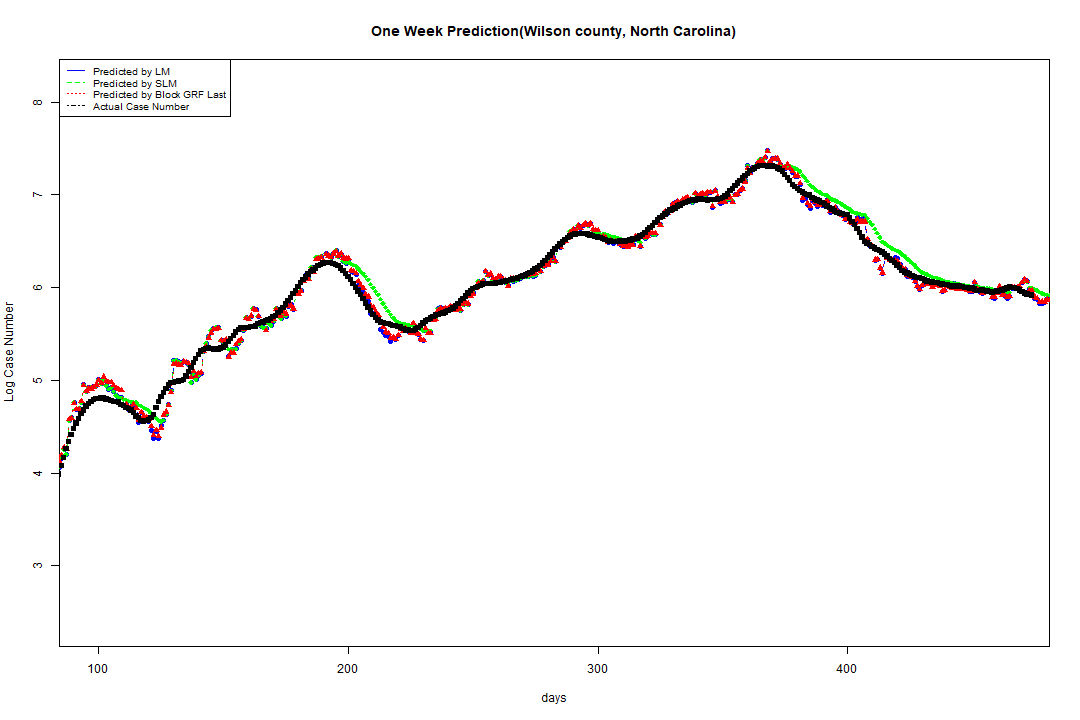 One Week Prediction(Wilson county, North Carolina)
Predicted by LM
Predicted by SLM
Predicted by Block GRF Last
Actual Case Number
8
7
6
5
4
3
Log Case Number
100 200 300 400
days